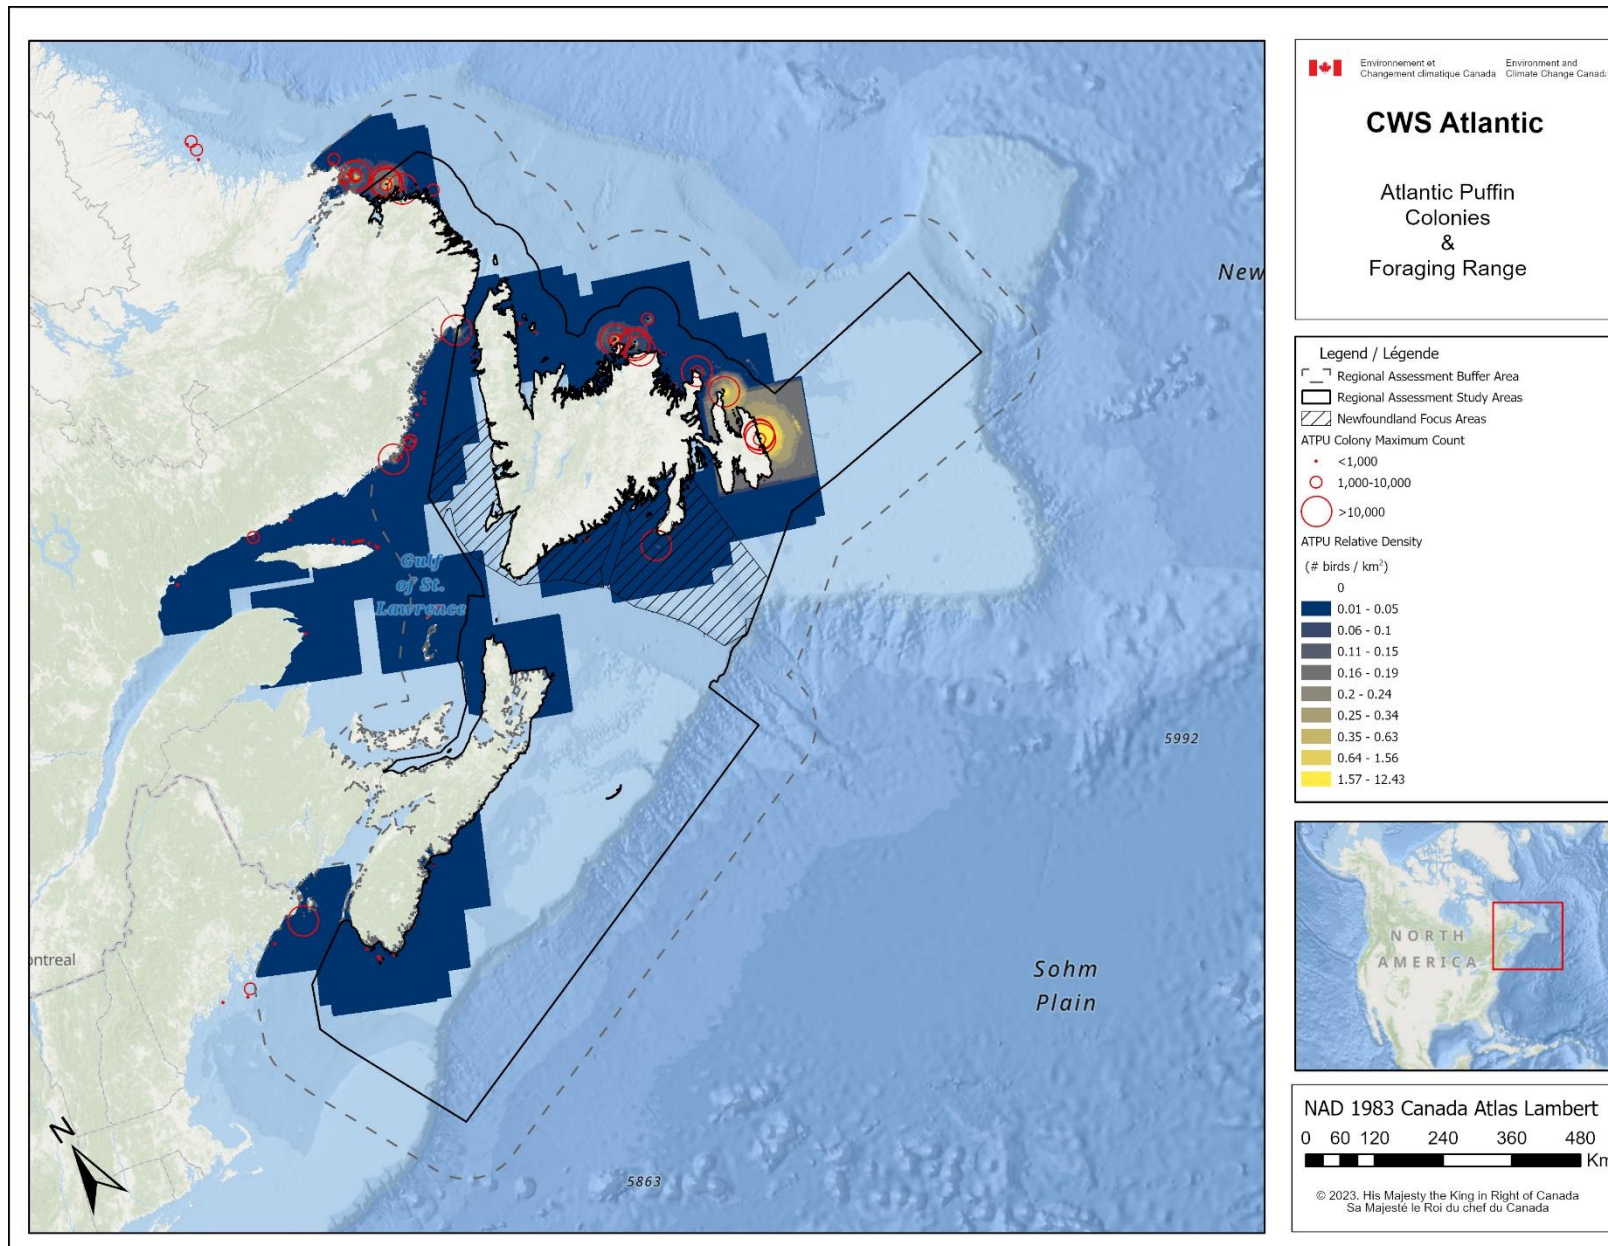 New
Gulf
of St.
Lawrence
5992
ontreal
Sohm
Plain
5863
N
Environnement et
Changement climatique Canada
Environment and
Climate Change Canad
CWS Atlantic
Atlantic Puffin
Colonies
&
Foraging Range
Legend / Légende
Regional Assessment Buffer Area
Regional Assessment Study Areas
Newfoundland Focus Areas
ATPU Colony Maximum Count
<1,000
1,000-10,000
>10,000
ATPU Relative Density
(# birds / km²)
0
0.01 - 0.05
0.06 - 0.1
0.11 - 0.15
0.16 - 0.19
0.2 - 0.24
0.25 - 0.34
0.35 - 0.63
0.64 - 1.56
1.57 - 12.43
NORTH
AMERICA
NAD 1983 Canada Atlas Lambert
0 60 120 240 360 480
Km
© 2023. His Majesty the King in Right of Canada
Sa Majesté le Roi du chef du Canada